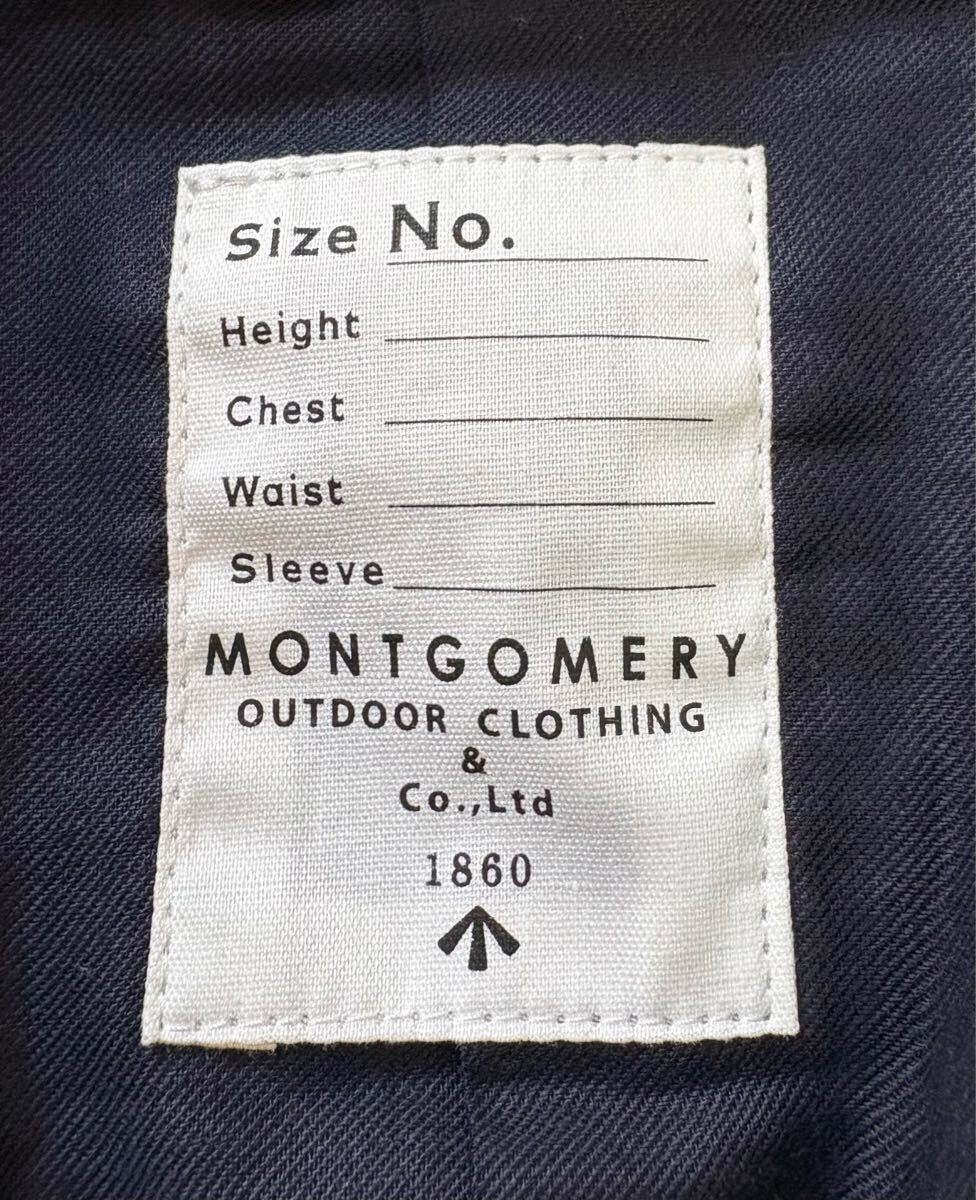 Size No.
Height
Chest
Waist
Sleeve
MONTGOMERY
OUTDOOR CLOTHING
&
Co.,Ltd
1860